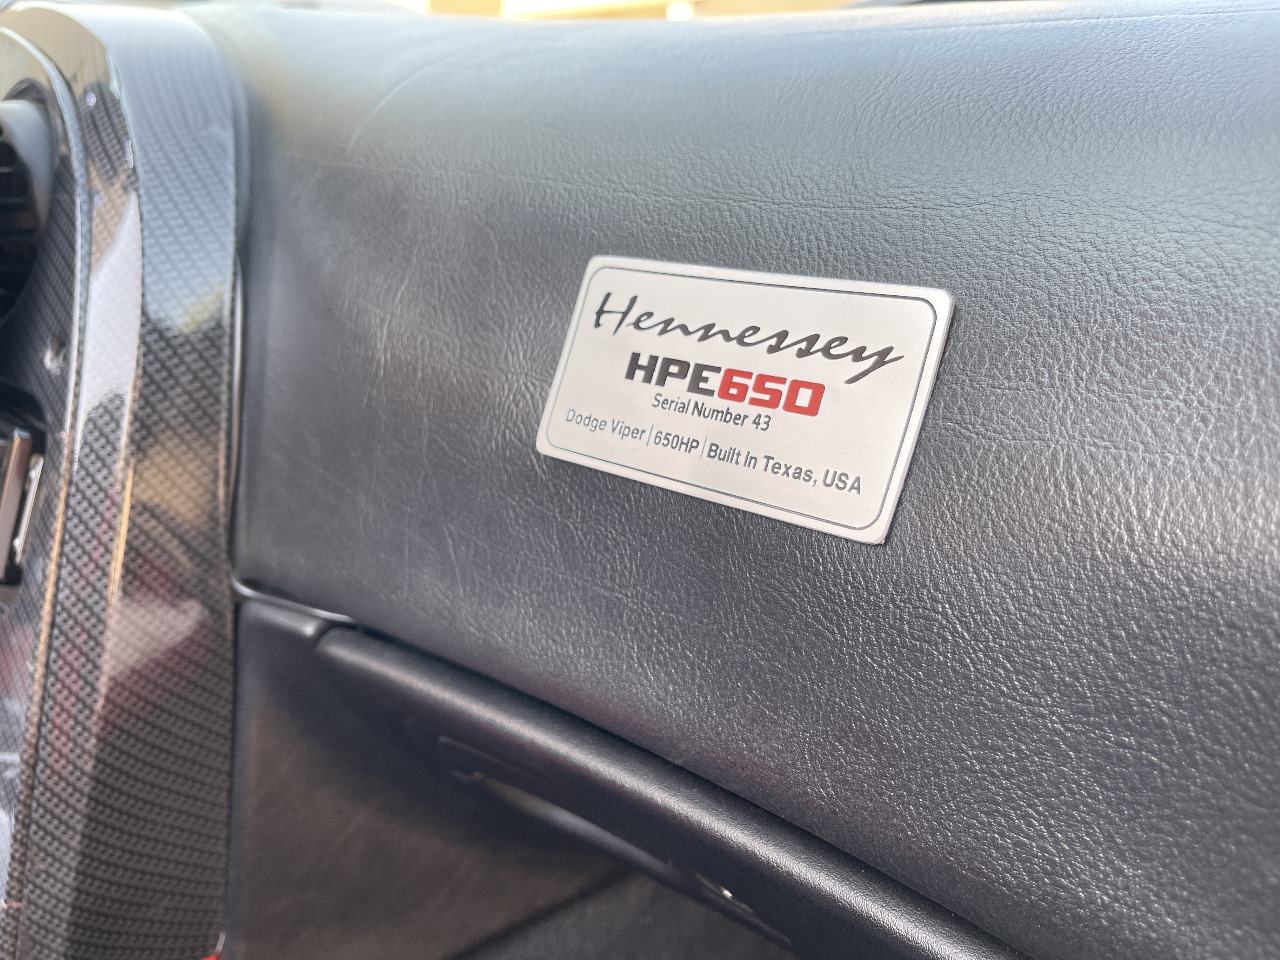 Hennessey
HPE650
Serial Number 43
Dodge Viper | 650HP | Built in Texas, USA